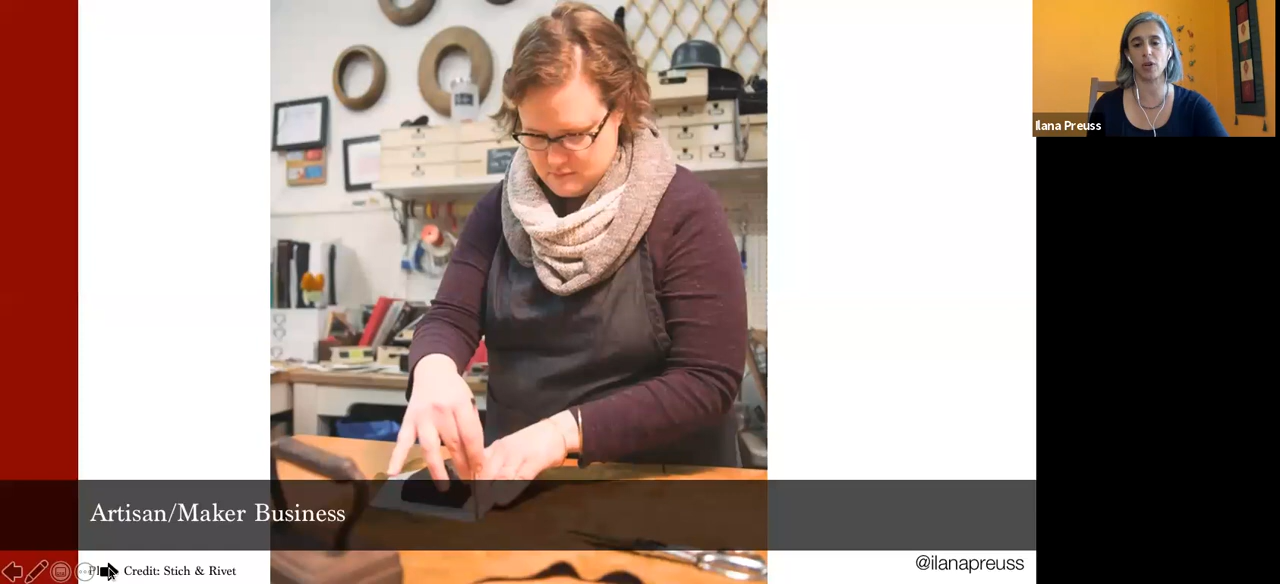 Ilana Preuss
Artisan/Maker Business
Credit: Stich & Rivet
@ilanapreuss